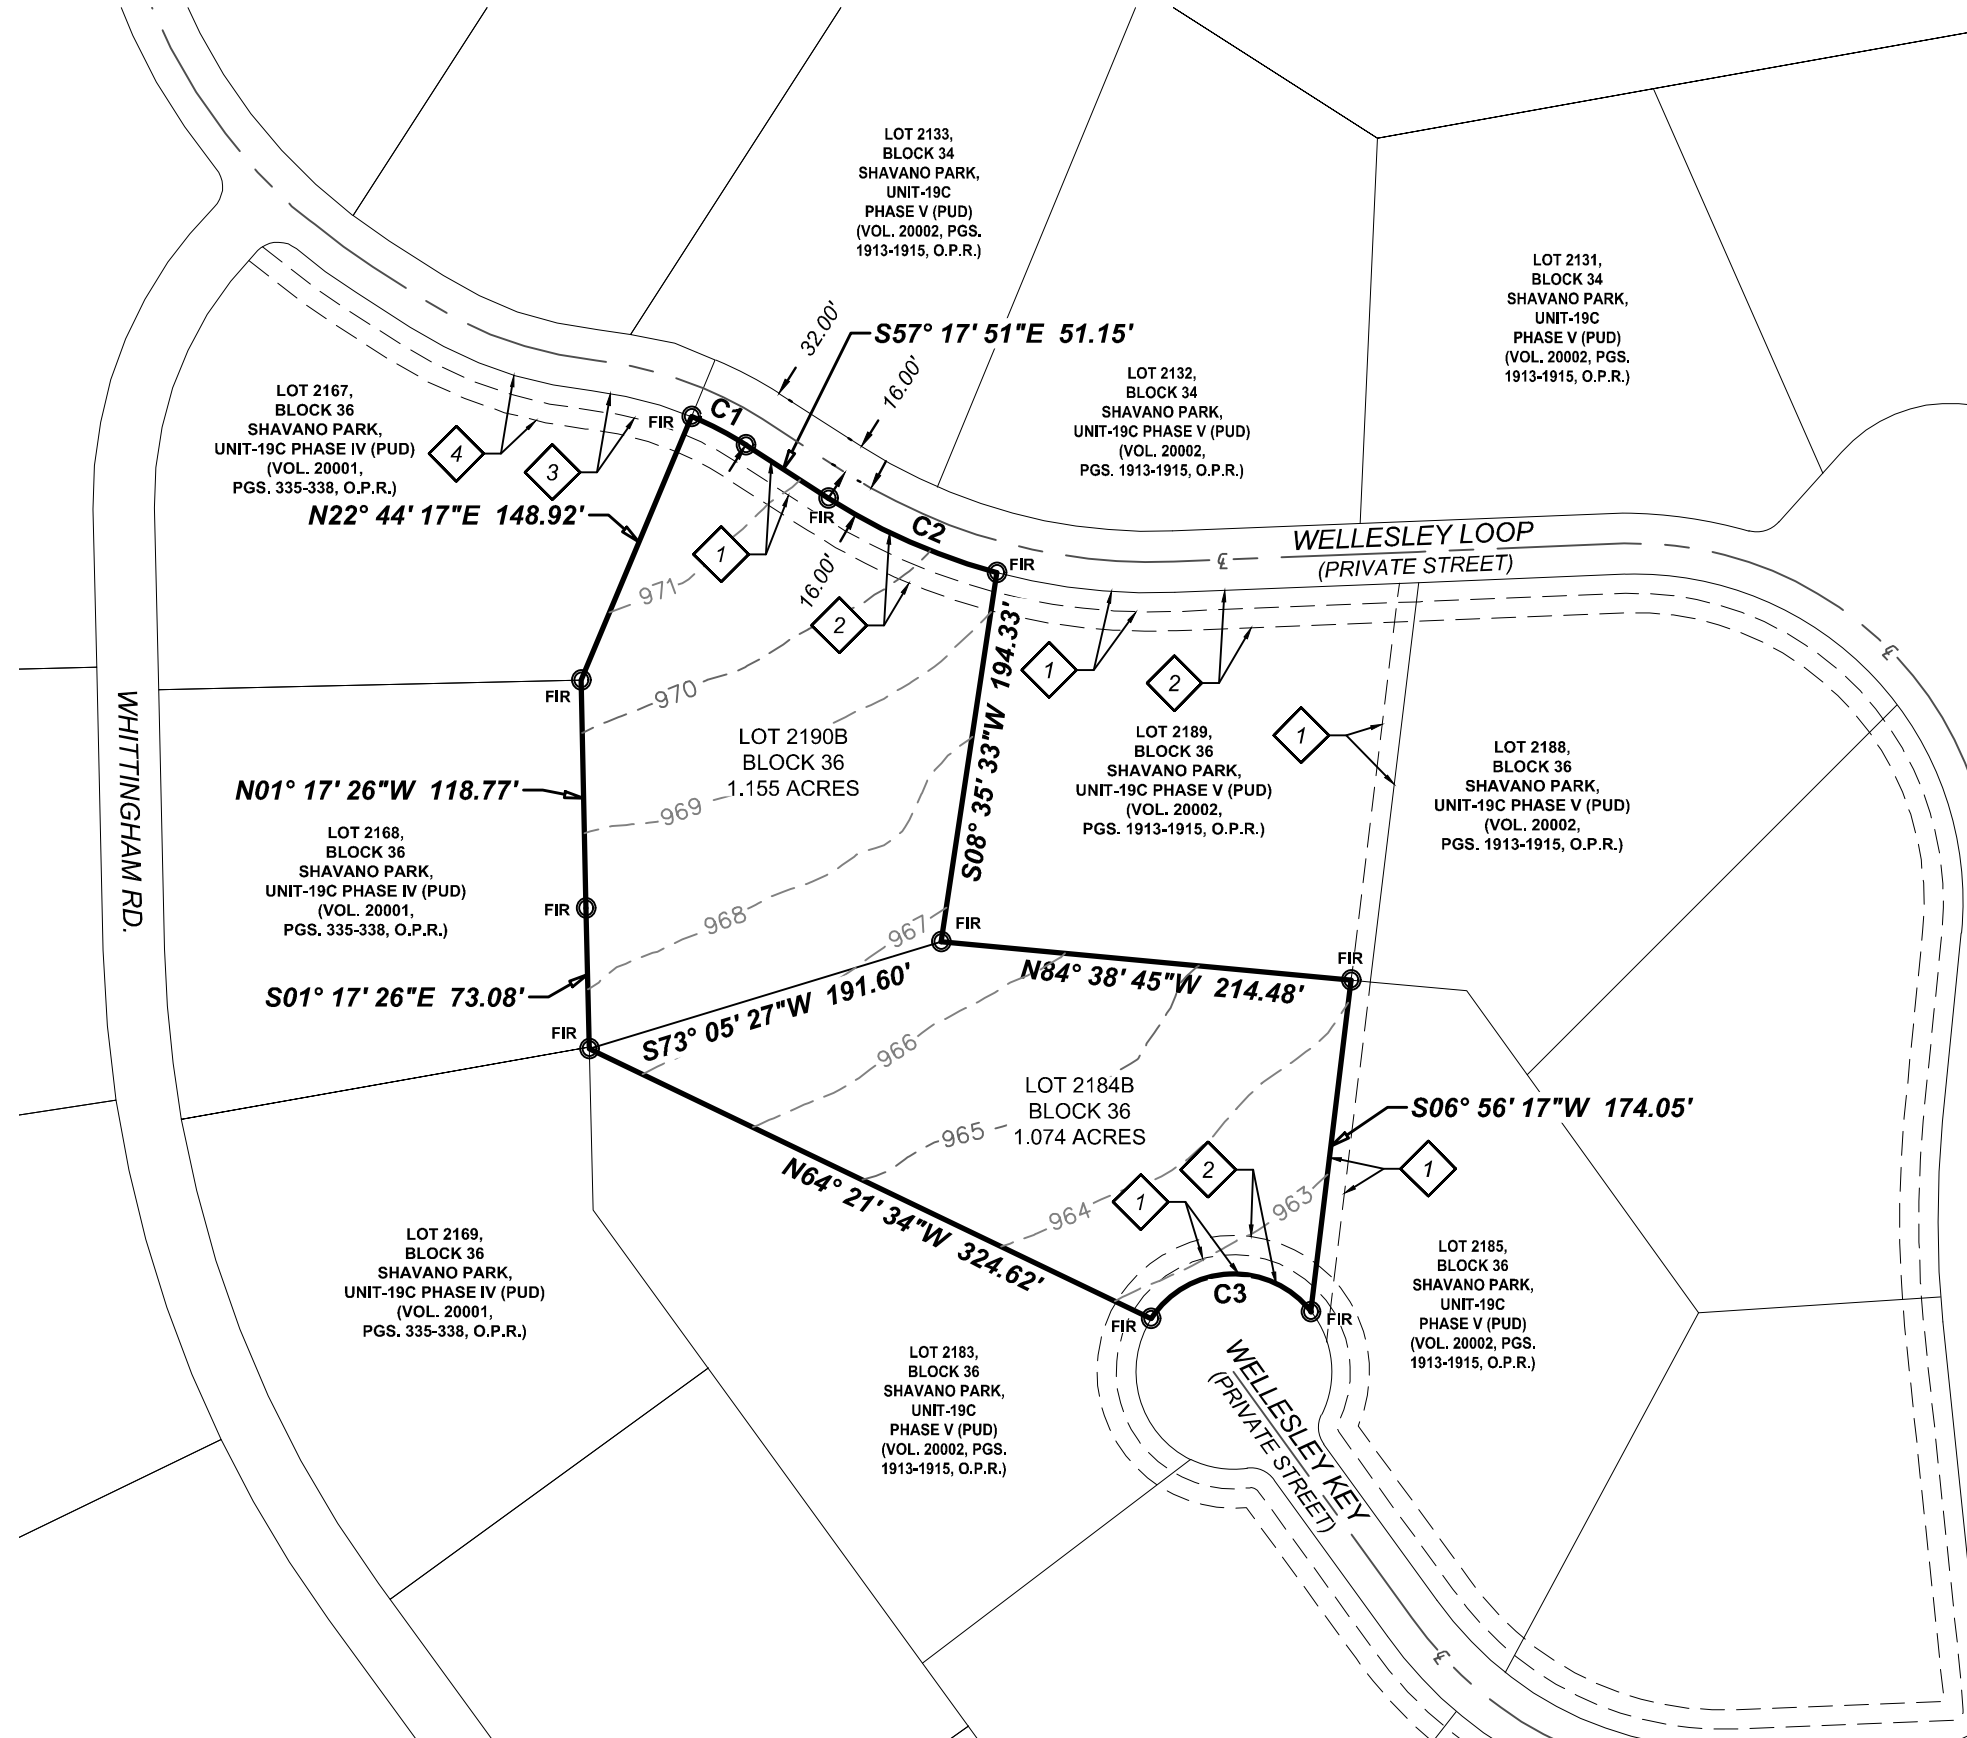 LOT 2133,
BLOCK 34
SHAVANO PARK,
UNIT-19C
PHASE V (PUD)
(VOL. 20002, PGS.
1913-1915, O.P.R.)
LOT 2131,
BLOCK 34
SHAVANO PARK,
UNIT-19C
PHASE V (PUD)
(VOL. 20002, PGS.
1913-1915, O.P.R.)
32.00'
S57° 17' 51"E 51.15'
16.00'
LOT 2132,
BLOCK 34
SHAVANO PARK,
UNIT-19C PHASE V (PUD)
(VOL. 20002,
PGS. 1913-1915, O.P.R.)
LOT 2167,
BLOCK 36
SHAVANO PARK,
UNIT-19C PHASE IV (PUD)
(VOL. 20001,
PGS. 335-338, O.P.R.)
4
3
FIR
C1
N22° 44' 17"E 148.92'
FIR
C2
1
16.00'
2
FIR
WELLESLEY LOOP
(PRIVATE STREET)
℄
℄
971
970
969
968
967
FIR
S08° 35' 33"W 194.33'
1
2
1
WHITTINGHAM RD.
LOT 2190B
BLOCK 36
1.155 ACRES
LOT 2189,
BLOCK 36
SHAVANO PARK,
UNIT-19C PHASE V (PUD)
(VOL. 20002,
PGS. 1913-1915, O.P.R.)
LOT 2188,
BLOCK 36
SHAVANO PARK,
UNIT-19C PHASE V (PUD)
(VOL. 20002,
PGS. 1913-1915, O.P.R.)
N01° 17' 26"W 118.77'
LOT 2168,
BLOCK 36
SHAVANO PARK,
UNIT-19C PHASE IV (PUD)
(VOL. 20001,
PGS. 335-338, O.P.R.)
FIR
FIR
FIR
S01° 17' 26"E 73.08'
FIR
S73° 05' 27"W 191.60'
N84° 38' 45"W 214.48'
966
965
964
963
LOT 2184B
BLOCK 36
1.074 ACRES
S06° 56' 17"W 174.05'
1
2
1
N64° 21' 34"W 324.62'
LOT 2169,
BLOCK 36
SHAVANO PARK,
UNIT-19C PHASE IV (PUD)
(VOL. 20001,
PGS. 335-338, O.P.R.)
LOT 2185,
BLOCK 36
SHAVANO PARK,
UNIT-19C
PHASE V (PUD)
(VOL. 20002, PGS.
1913-1915, O.P.R.)
C3
FIR
FIR
LOT 2183,
BLOCK 36
SHAVANO PARK,
UNIT-19C
PHASE V (PUD)
(VOL. 20002, PGS.
1913-1915, O.P.R.)
WELLESLEY KEY
(PRIVATE STREET)
℄